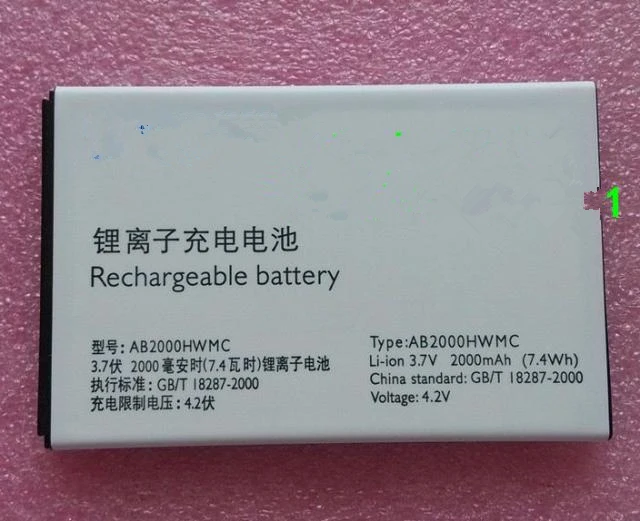 锂离子充电电池
Rechargeable battery
型号: AB2000HWMC
3.7伏 2000毫安时(7.4瓦时)锂离子电池
执行标准: GB/T 18287-2000
充电限制电压: 4.2伏
Type:AB2000HWMC
Li-ion 3.7V 2000mAh (7.4Wh)
China standard: GB/T 18287-2000
Voltage: 4.2V
1